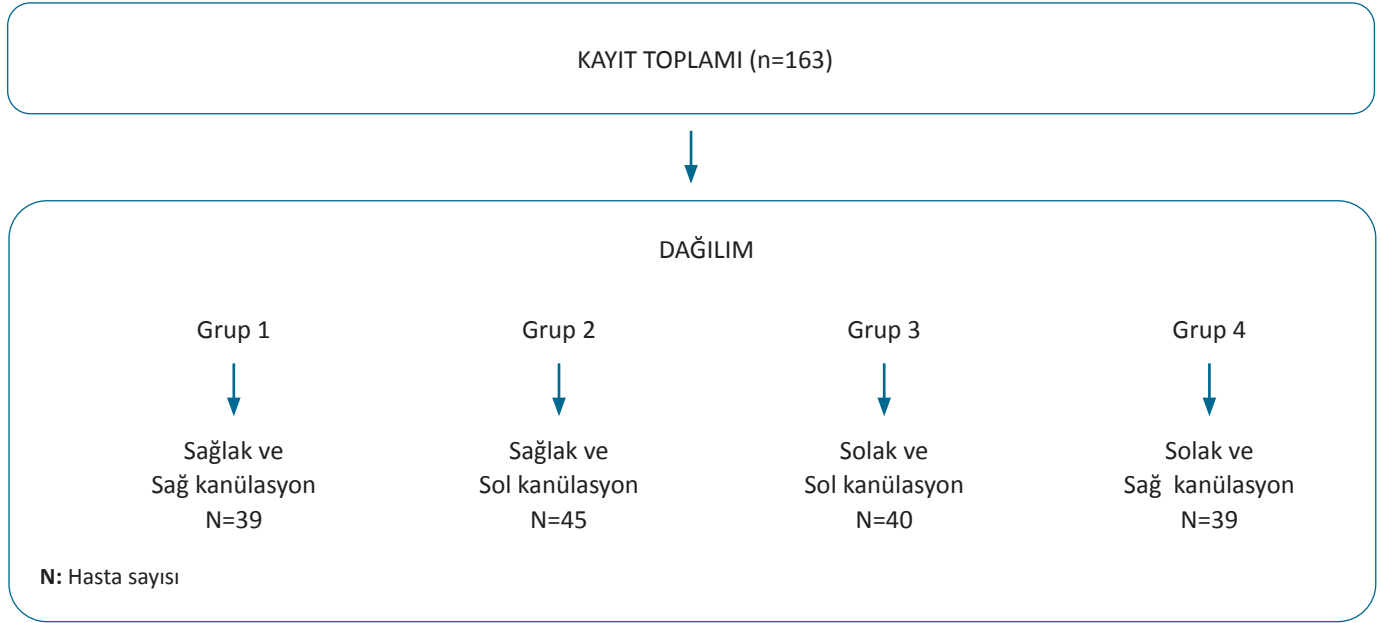 KAYIT TOPLAMI (n=163)
DAĞILIM
Grup 1
Sağlak ve
Sağ kanülasyon
N=39
Grup 2
Sağlak ve
Sol kanülasyon
N=45
Grup 3
Solak ve
Sol kanülasyon
N=40
Grup 4
Solak ve
Sağ kanülasyon
N=39
N: Hasta sayısı